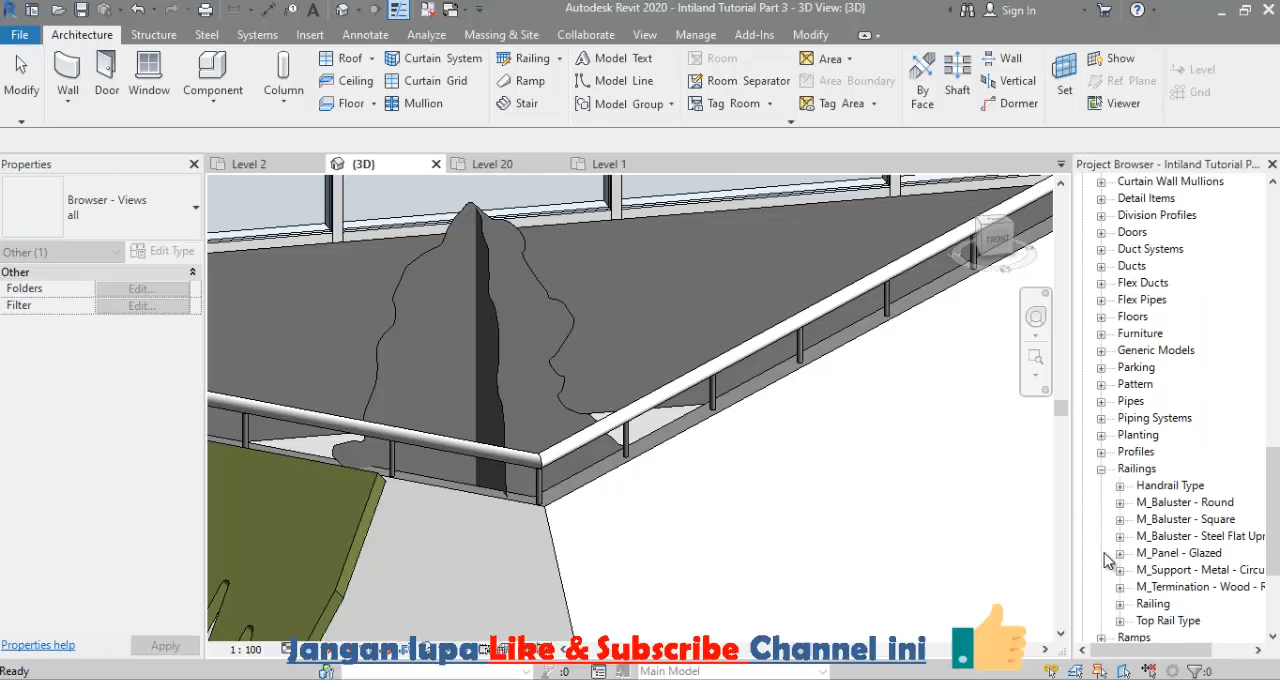 Autodesk Revit 2020 - Intiland Tutorial Part 3 - 3D View: {3D}
Sign In
File Architecture Structure Steel Systems Insert Annotate Analyze Massing & Site Collaborate View Manage Add-Ins Modify
Modify
Wall
Door
Window
Component
Column
Roof
Ceiling
Floor
Curtain System
Curtain Grid
Mullion
Railing
Ramp
Stair
Model Text
Model Line
Model Group
Room
Room Separator
Tag Room
Area
Area Boundary
Tag Area
By Face
Shaft
Wall
Vertical
Dormer
Level
Grid
Set
Show
Ref Plane
Viewer
Properties
Level 2
{3D}
Level 20
Level 1
Project Browser - Intiland Tutorial P...
Browser - Views
all
Other (1)
Edit Type
Other
Folders Edit...
Filter Edit...
FRONT
Curtain Wall Mullions
Detail Items
Division Profiles
Doors
Duct Systems
Ducts
Flex Ducts
Flex Pipes
Floors
Furniture
Generic Models
Parking
Pattern
Pipes
Piping Systems
Planting
Profiles
Railings
Handrail Type
M_Baluster - Round
M_Baluster - Square
M_Baluster - Steel Flat Upr
M_Panel - Glazed
M_Support - Metal - Circu
M_Termination - Wood - R
Railing
Top Rail Type
Ramps
Properties help
Apply
1 : 100
Jangan lupa Like & Subscribe Channel ini
Ready
:0
Main Model
:0